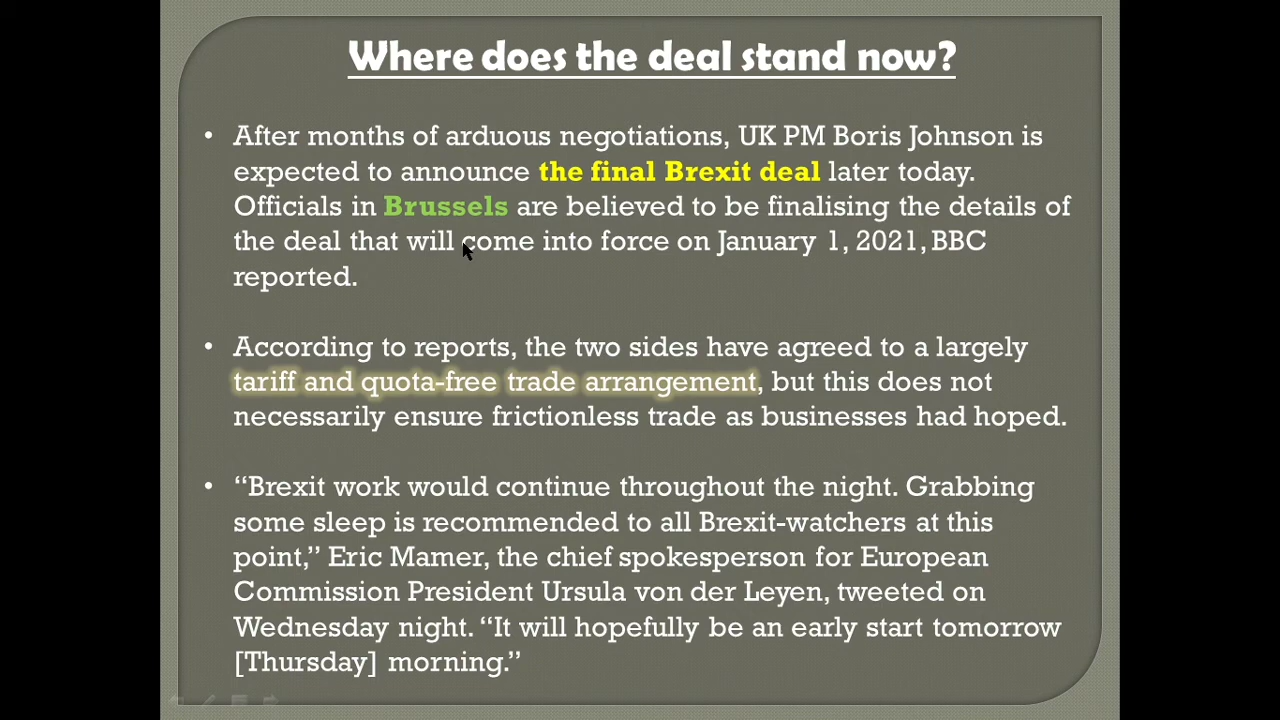 Where does the deal stand now?
• After months of arduous negotiations, UK PM Boris Johnson is
expected to announce the final Brexit deal later today.
Officials in Brussels are believed to be finalising the details of
the deal that will come into force on January 1, 2021, BBC
reported.
• According to reports, the two sides have agreed to a largely
tariff and quota-free trade arrangement, but this does not
necessarily ensure frictionless trade as businesses had hoped.
• “Brexit work would continue throughout the night. Grabbing
some sleep is recommended to all Brexit-watchers at this
point,” Eric Mamer, the chief spokesperson for European
Commission President Ursula von der Leyen, tweeted on
Wednesday night. “It will hopefully be an early start tomorrow
[Thursday] morning.”